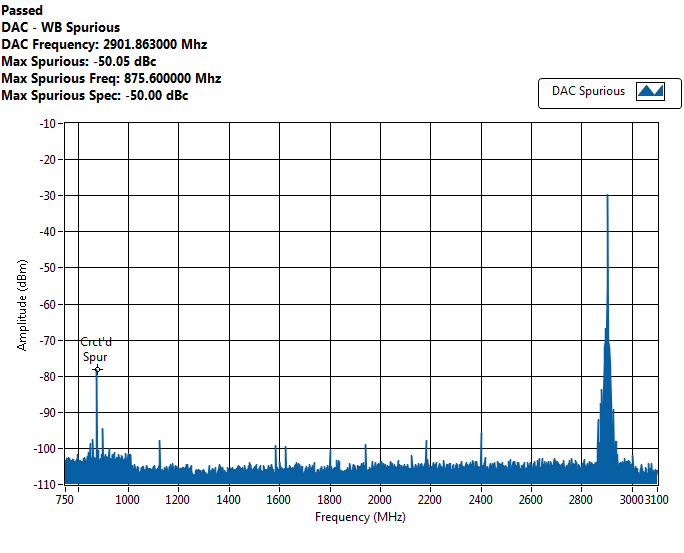 Passed
DAC - WB Spurious
DAC Frequency: 2901.863000 Mhz
Max Spurious: -50.05 dBc
Max Spurious Freq: 875.600000 Mhz
Max Spurious Spec: -50.00 dBc
DAC Spurious
-10
-20
-30
-40
-50
-60
-70
-80
-90
-100
-110
Amplitude (dBm)
Crct'd
Spur
750 1000 1200 1400 1600 1800 2000 2200 2400 2600 2800 3000 3100
Frequency (MHz)